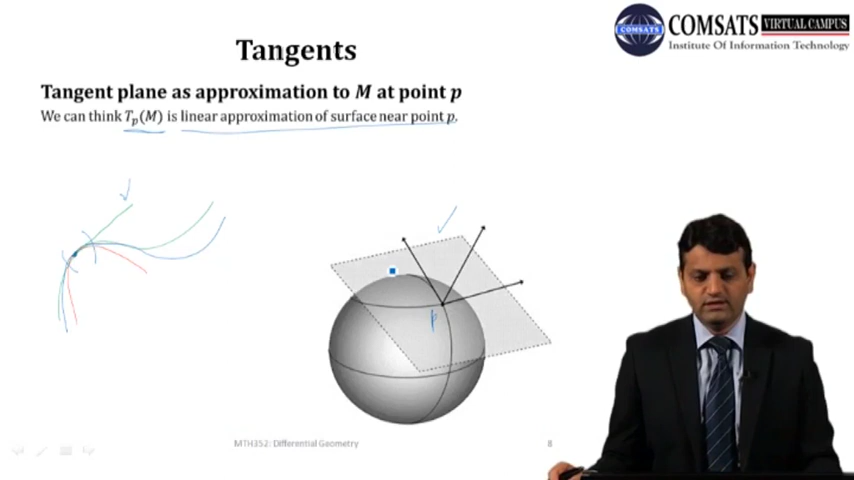 Tangents
COMSATS VIRTUAL CAMPUS
COMSATS
Institute Of Information Technology
Tangent plane as approximation to M at point p
We can think Tₚ(M) is linear approximation of surface near point p.
p
MTH352: Differential Geometry
8